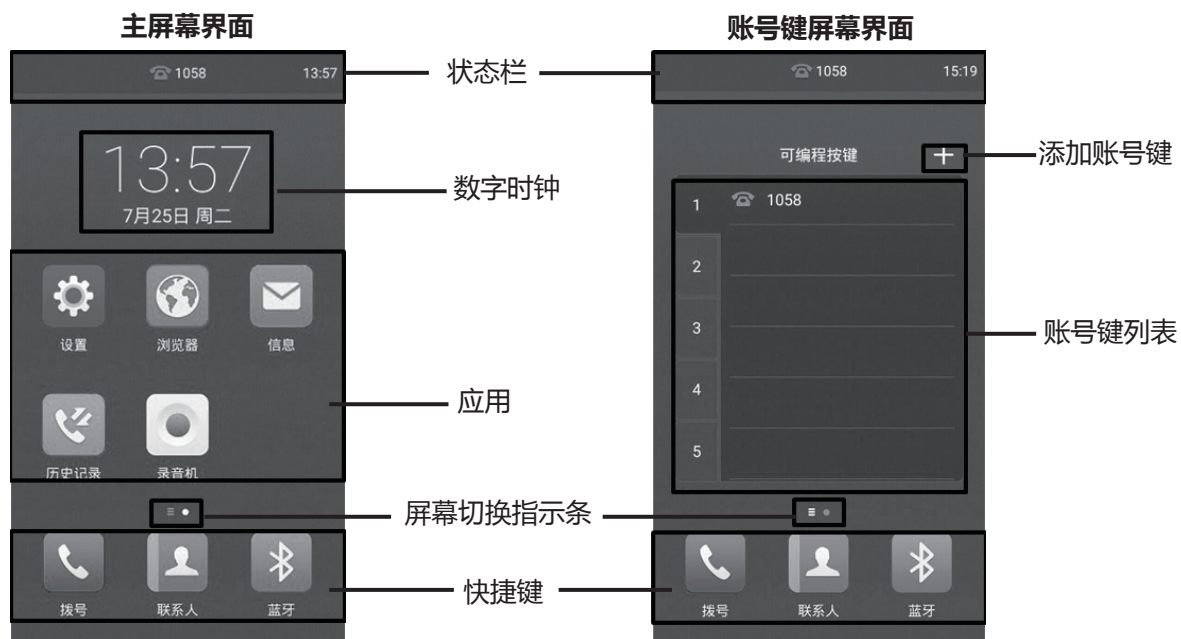 主屏幕界面
账号键屏幕界面
1058
13:57
状态栏
1058
15:19
13:57
7月25日 周二
数字时钟
可编程按键
添加账号键
设置
浏览器
信息
历史记录
录音机
应用
1
1058
2
3
4
5
账号键列表
屏幕切换指示条
拨号
联系人
蓝牙
快捷键
拨号
联系人
蓝牙